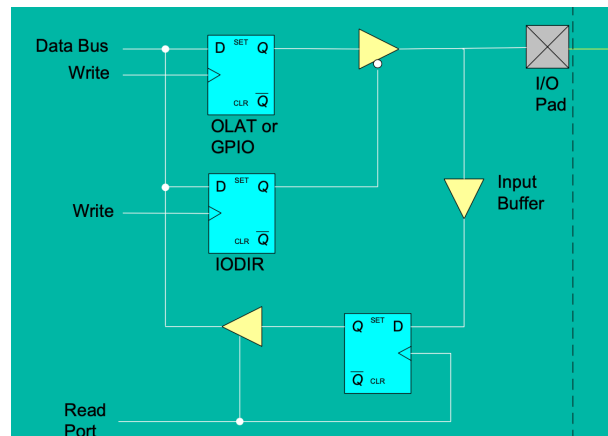 Data Bus
Write
D SET Q
CLR Q̅
OLAT or
GPIO
I/O
Pad
D SET Q
Write
CLR Q̅
IODIR
Input
Buffer
Q SET D
Q̅ CLR
Read
Port